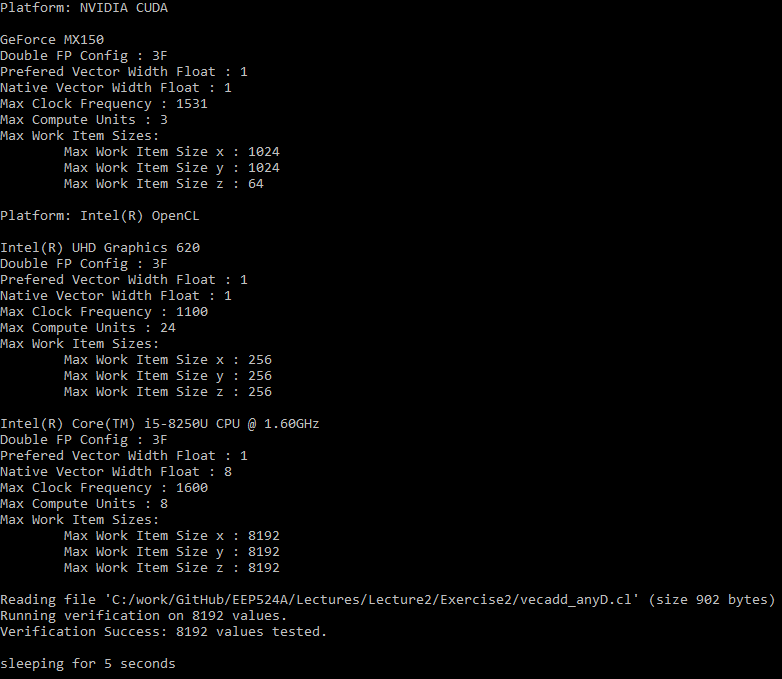 Platform: NVIDIA CUDA
GeForce MX150
Double FP Config : 3F
Prefered Vector Width Float : 1
Native Vector Width Float : 1
Max Clock Frequency : 1531
Max Compute Units : 3
Max Work Item Sizes:
Max Work Item Size x : 1024
Max Work Item Size y : 1024
Max Work Item Size z : 64
Platform: Intel(R) OpenCL
Intel(R) UHD Graphics 620
Double FP Config : 3F
Prefered Vector Width Float : 1
Native Vector Width Float : 1
Max Clock Frequency : 1100
Max Compute Units : 24
Max Work Item Sizes:
Max Work Item Size x : 256
Max Work Item Size y : 256
Max Work Item Size z : 256
Intel(R) Core(TM) i5-8250U CPU @ 1.60GHz
Double FP Config : 3F
Prefered Vector Width Float : 1
Native Vector Width Float : 8
Max Clock Frequency : 1600
Max Compute Units : 8
Max Work Item Sizes:
Max Work Item Size x : 8192
Max Work Item Size y : 8192
Max Work Item Size z : 8192
Reading file 'C:/work/GitHub/EEP524A/Lectures/Lecture2/Exercise2/vecadd_anyD.cl' (size 902 bytes)
Running verification on 8192 values.
Verification Success: 8192 values tested.
sleeping for 5 seconds